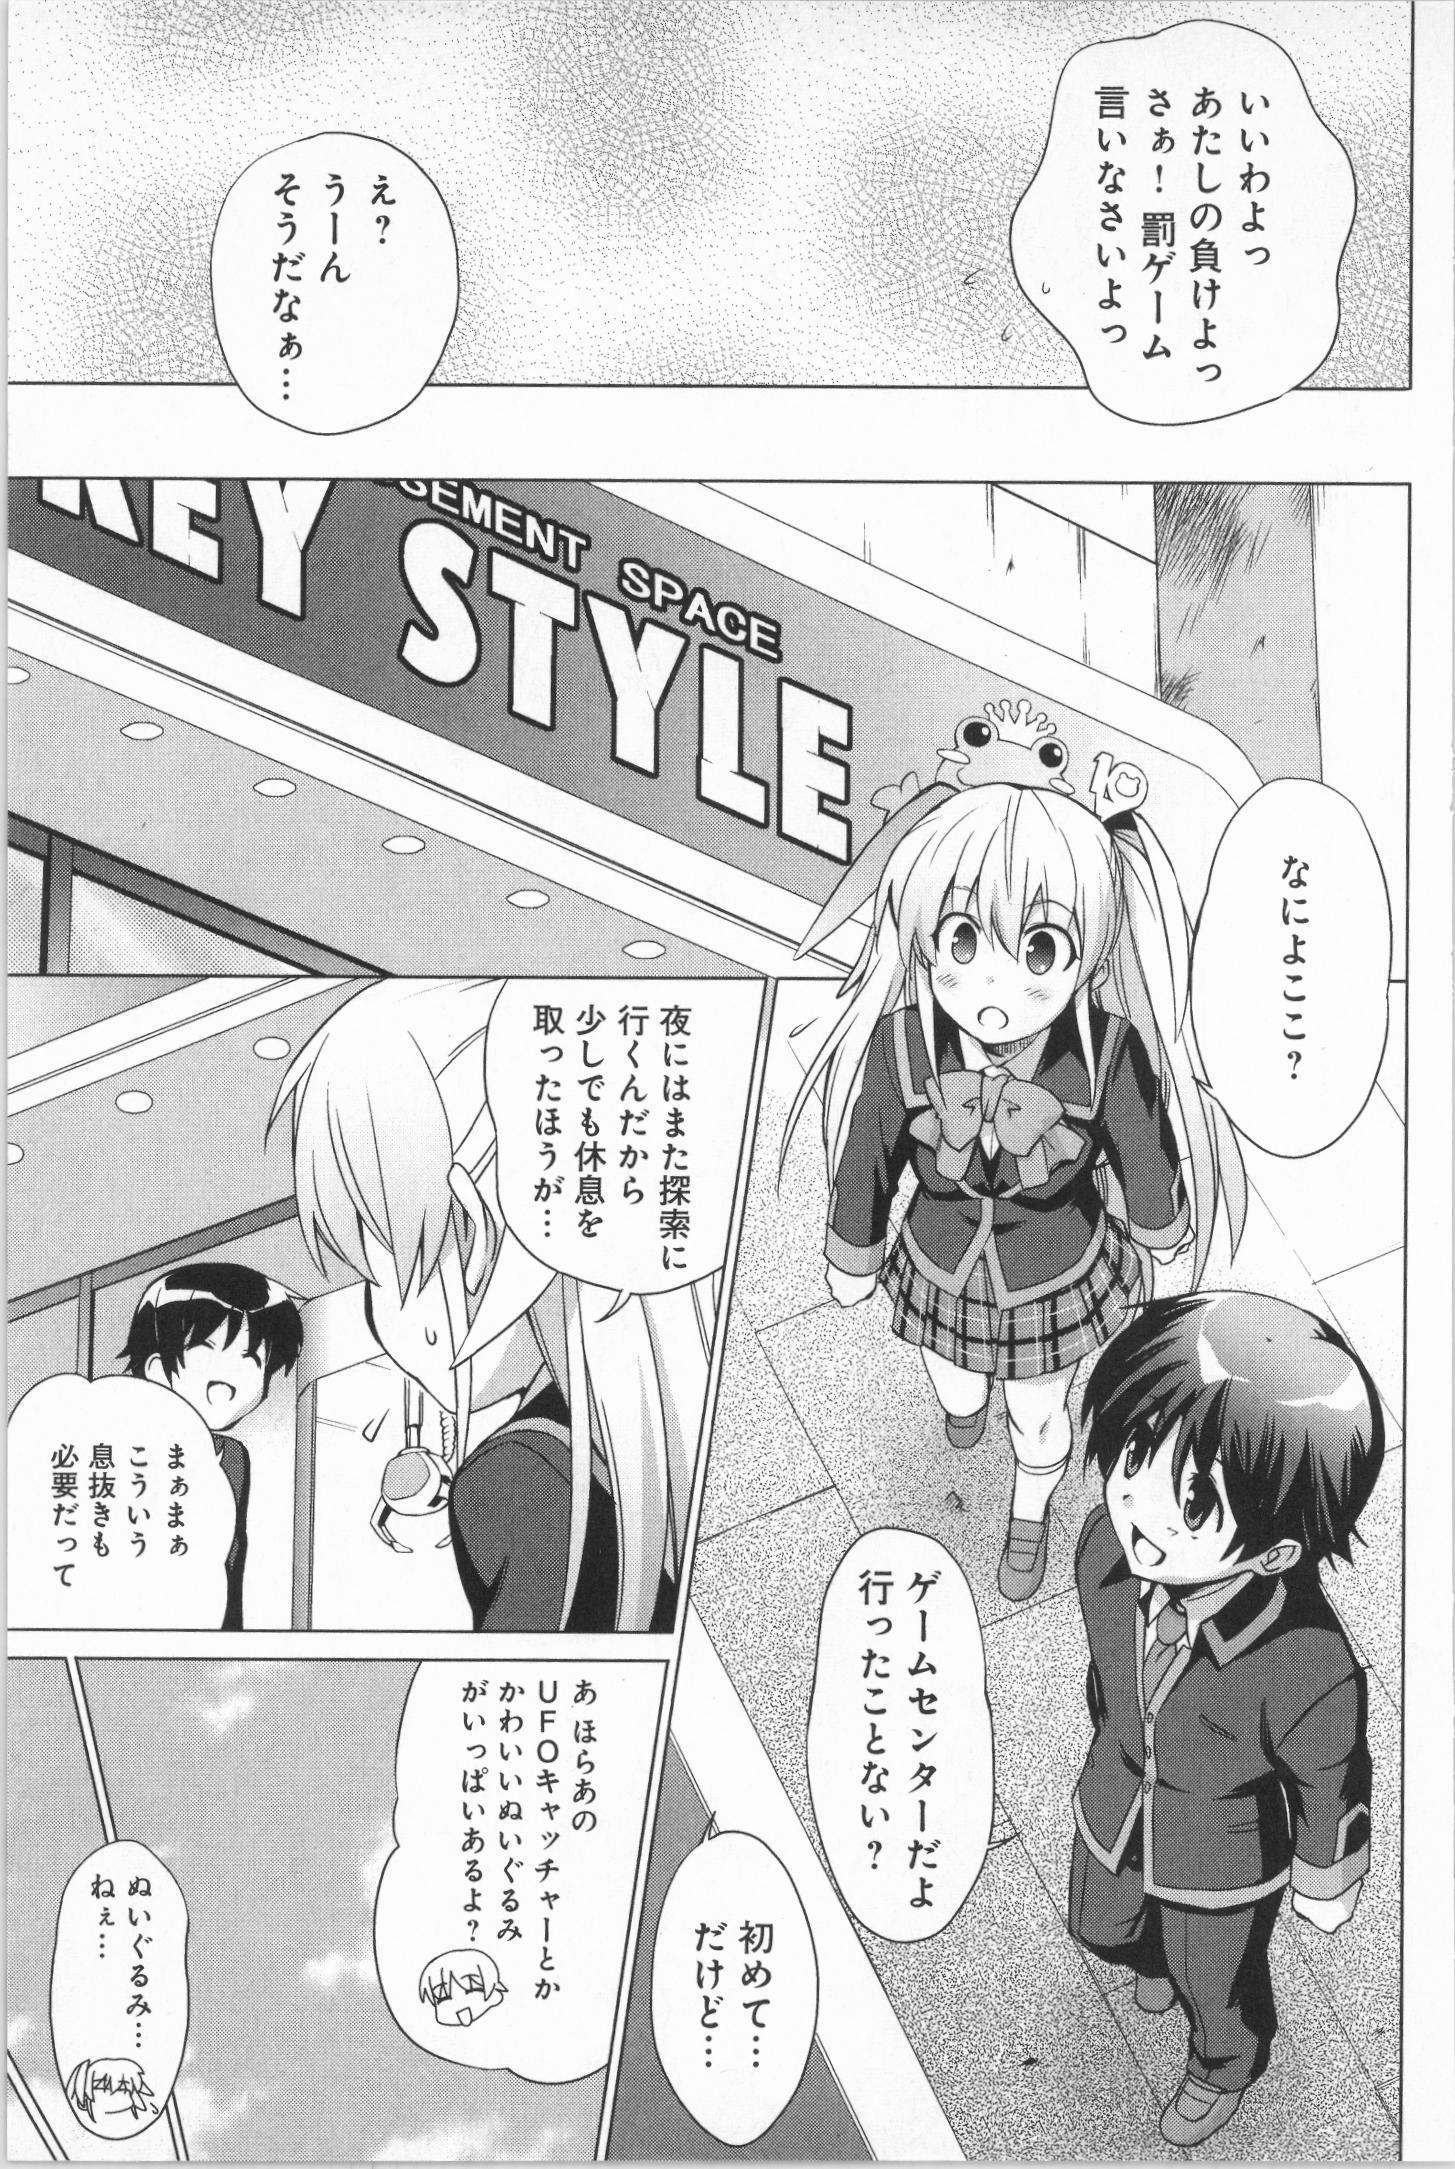 いいわよっ
あたしの負けよっ
さぁ！罰ゲーム
言いなさいよっ
え？
うーん
そうだなぁ…
KEY STYLE
SEMENT SPACE
10
なによここ？
ゲームセンターだよ
行ったことない？
初めて…
だけど…
夜にはまた探索に
行くんだから
少しでも休息を
取ったほうが…
まぁまぁ
こういう
息抜きも
必要だって
あ ほらあの
UFOキャッチャーとか
かわいいぬいぐるみ
がいっぱいあるよ？
ぬいぐるみ…
ねぇ…